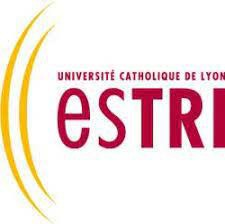 UNIVERSITÉ CATHOLIQUE DE LYON
esTRI